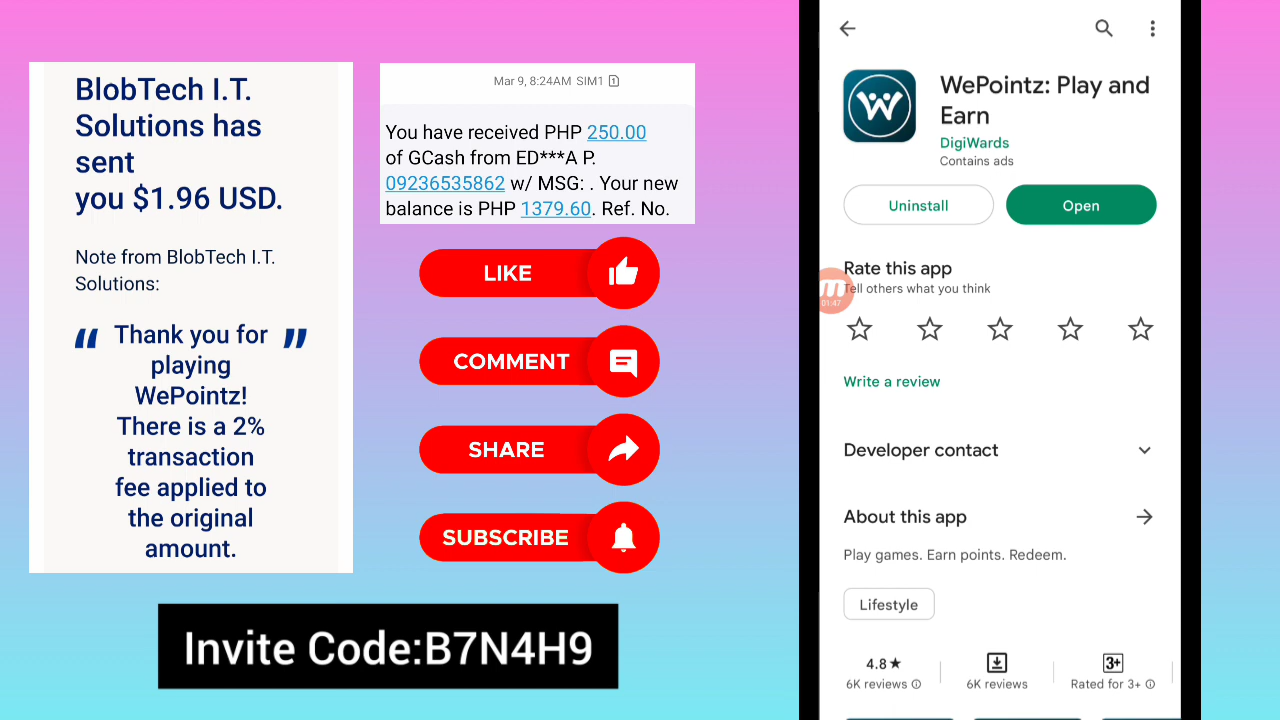 BlobTech I.T.
Solutions has
sent
you $1.96 USD.
Note from BlobTech I.T.
Solutions:
“ Thank you for ”
playing
WePointz!
There is a 2%
transaction
fee applied to
the original
amount.
Mar 9, 8:24AM SIM1 1
You have received PHP 250.00
of GCash from ED***A P.
09236535862 w/ MSG: . Your new
balance is PHP 1379.60. Ref. No.
LIKE
COMMENT
SHARE
SUBSCRIBE
Invite Code:B7N4H9
WePointz: Play and
Earn
DigiWards
Contains ads
Uninstall
Open
Rate this app
Tell others what you think
01:47
Write a review
Developer contact
About this app
Play games. Earn points. Redeem.
Lifestyle
4.8★
6K reviews
6K reviews
3+
Rated for 3+